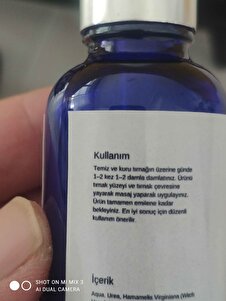 Kullanım
Temiz ve kuru tırnağın üzerine günde
1-2 kez 1-2 damla damlatınız. Ürünü
tırnak yüzeyi ve tırnak çevresine
yayarak masaj yaparak uygulayınız.
Ürün tamamen emilene kadar
bekleyiniz. En iyi sonuç için düzenli
kullanım önerilir.
İçerik
Aqua, Urea, Hamamelis Virginiana (Witch
SHOT ON MI MIX 3
AI DUAL CAMERA